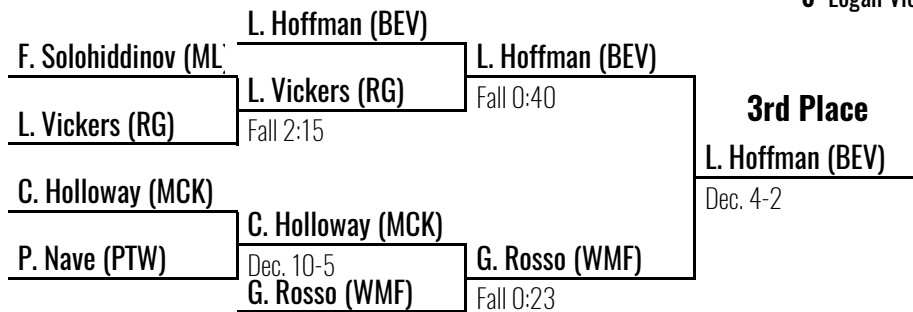 L. Hoffman (BEV)
F. Solohiddinov (ML
L. Hoffman (BEV)
L. Vickers (RG)
Fall 0:40
3rd Place
L. Vickers (RG)
Fall 2:15
L. Hoffman (BEV)
C. Holloway (MCK)
Dec. 4-2
C. Holloway (MCK)
P. Nave (PTW)
G. Rosso (WMF)
Dec. 10-5
G. Rosso (WMF)
Fall 0:23